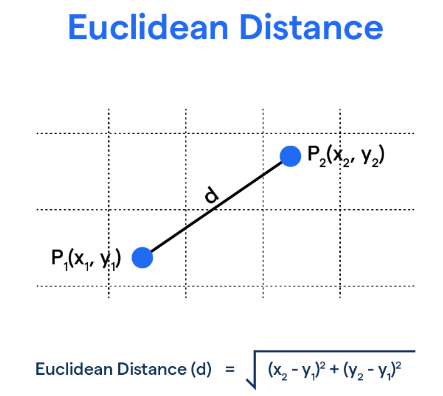 Euclidean Distance
P₂(x₂, y₂)
d
P₁(x₁, y₁)
Euclidean Distance (d) = √(x₂ - y₁)² + (y₂ - y₁)²